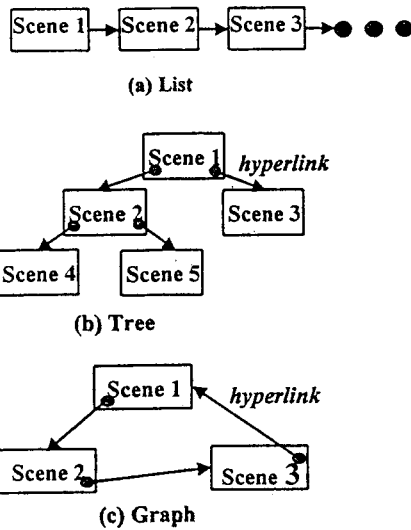 Scene 1 Scene 2 Scene 3
(a) List
Scene 1
hyperlink
Scene 2 Scene 3
Scene 4 Scene 5
(b) Tree
Scene 1
hyperlink
Scene 2 Scene 3
(c) Graph